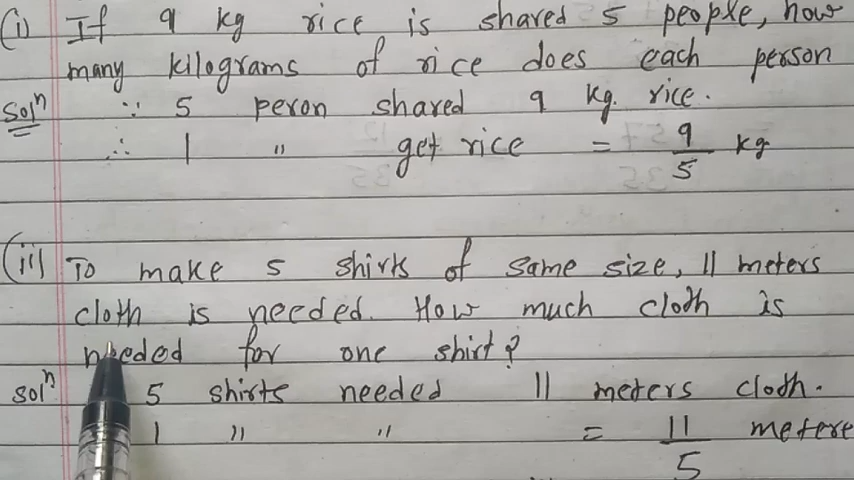 (i) If 9 kg rice is shared 5 people, how
many kilograms of rice does each person
Solⁿ ∵ 5 peron shared 9 kg. rice.
∴ 1 " get rice = 9/5 kg
(ii) To make 5 shirts of same size, 11 meters
cloth is needed. How much cloth is
needed for one shirt?
solⁿ 5 shirts needed 11 meters cloth.
1 " " = 11/5 metere